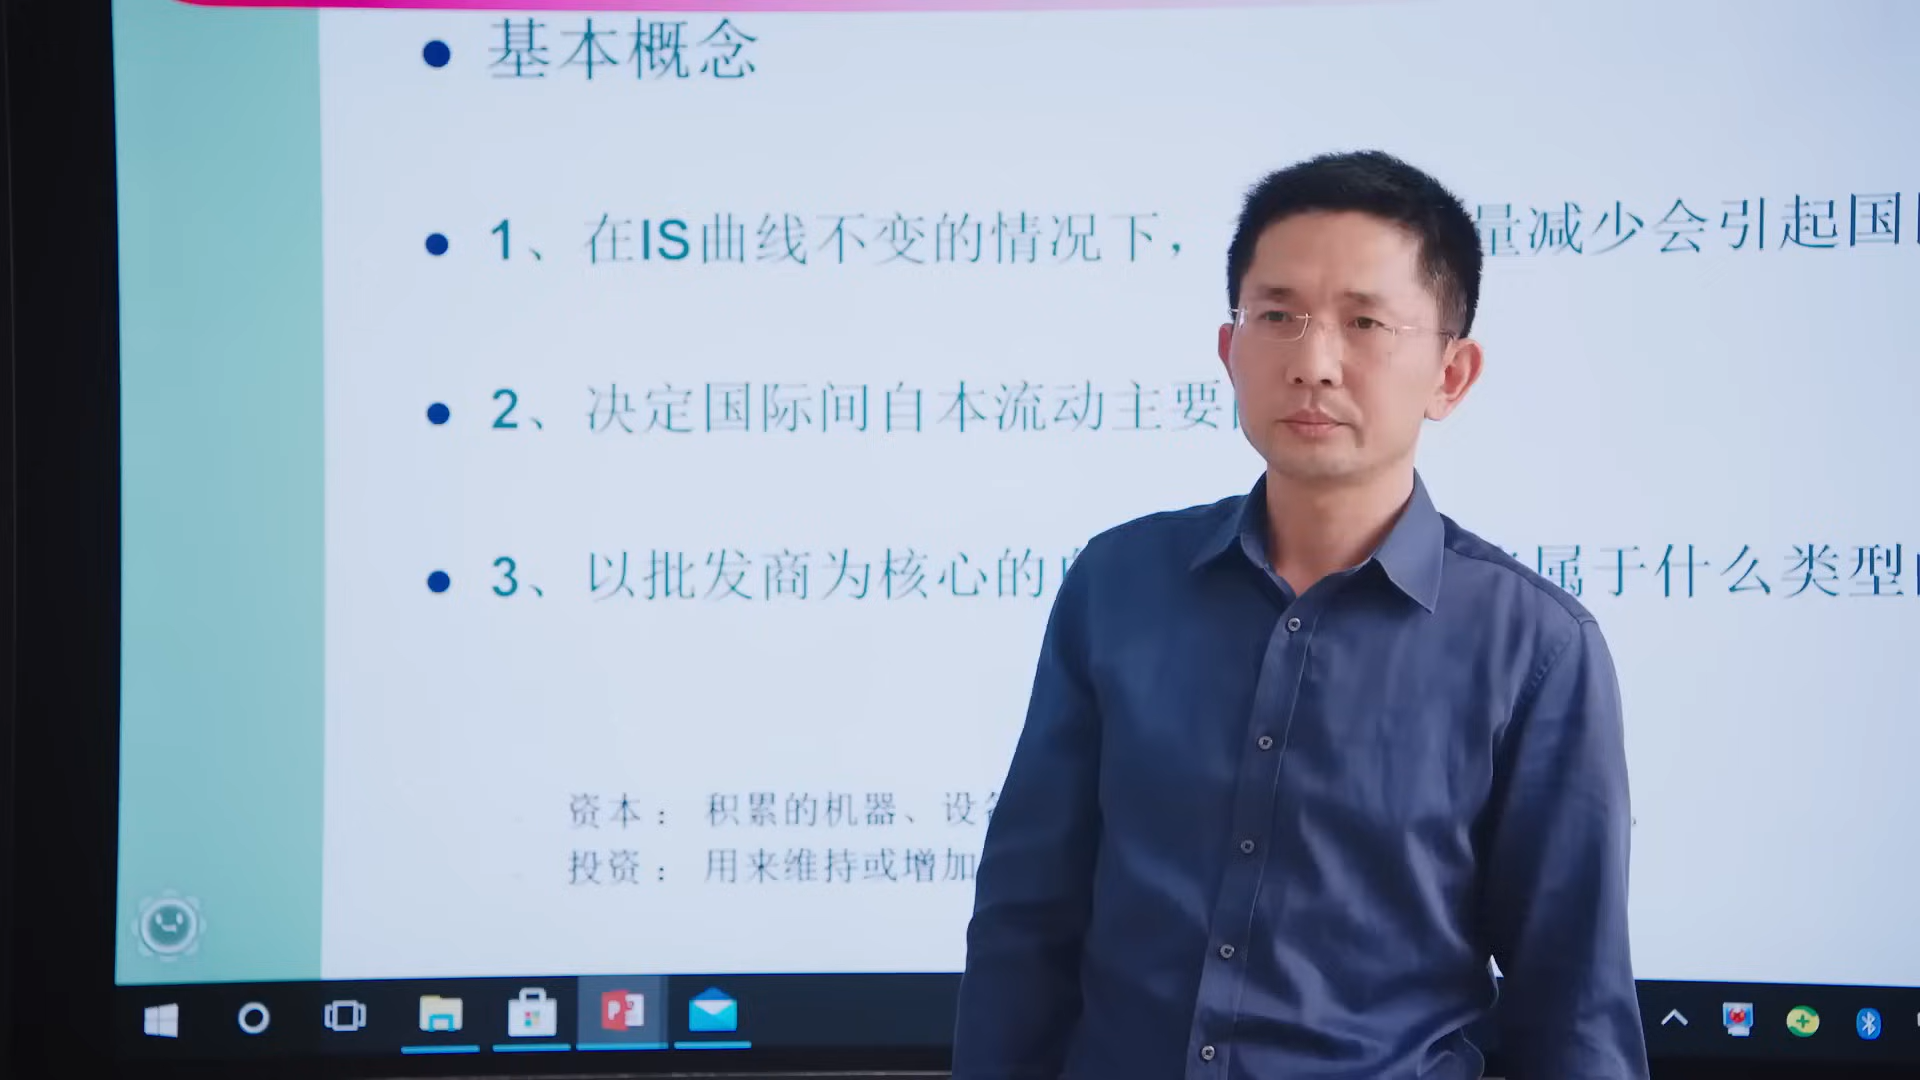 基本概念
1、在IS曲线不变的情况下，量减少会引起国
2、决定国际间自本流动主要
3、以批发商为核心的 属于什么类型
资本： 积累的机器、设
投资： 用来维持或增加